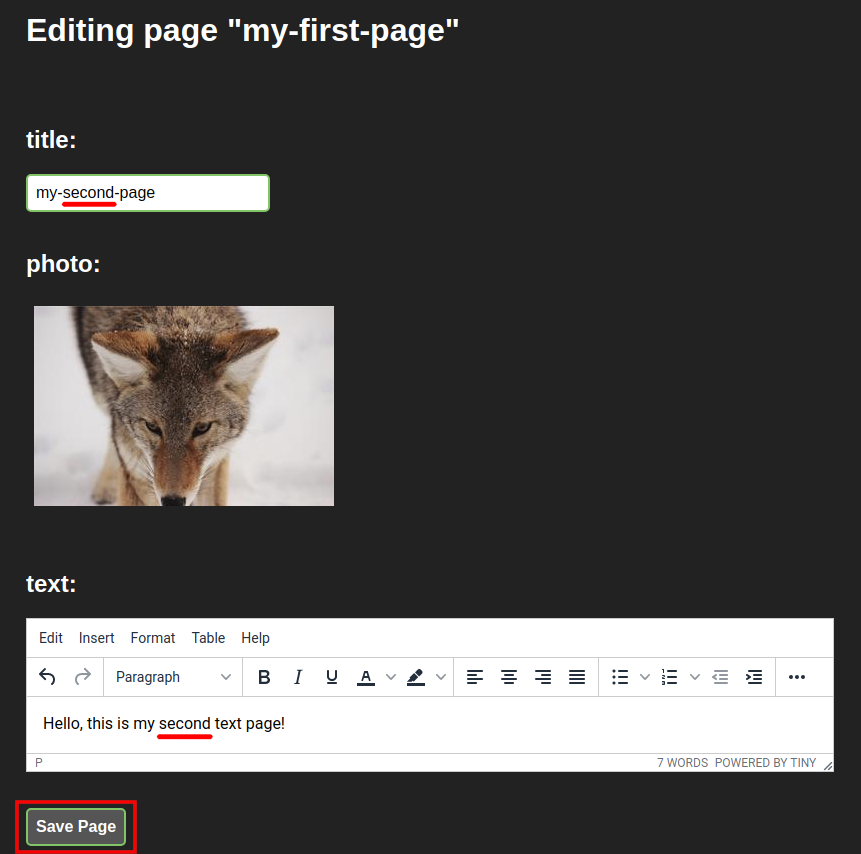 Editing page "my-first-page"
title:
my-second-page
photo:
text:
Edit Insert Format Table Help
Paragraph B I U A
Hello, this is my second text page!
P 7 WORDS POWERED BY TINY
Save Page